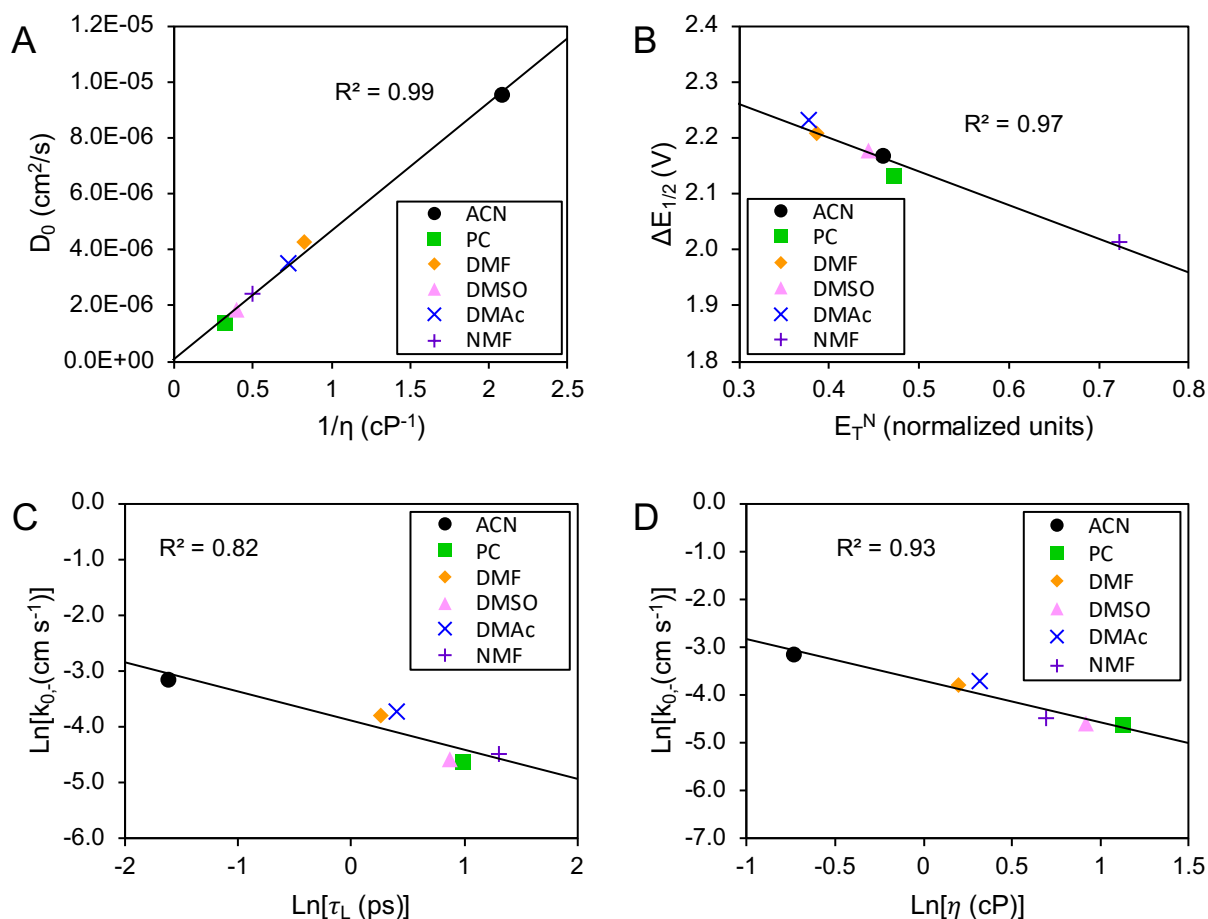 A
D₀ (cm²/s)
1.2E-05
1.0E-05
8.0E-06
6.0E-06
4.0E-06
2.0E-06
0.0E+00
R² = 0.99
ACN
PC
DMF
DMSO
DMAc
NMF
0 0.5 1 1.5 2 2.5
1/η (cP⁻¹)
B
ΔE₁/₂ (V)
2.4
2.3
2.2
2.1
2.0
1.9
1.8
R² = 0.97
ACN
PC
DMF
DMSO
DMAc
NMF
0.3 0.4 0.5 0.6 0.7 0.8
E_T^N (normalized units)
C
Ln[k₀,₋(cm s⁻¹)]
0.0
-1.0
-2.0
-3.0
-4.0
-5.0
-6.0
R² = 0.82
ACN
PC
DMF
DMSO
DMAc
NMF
-2 -1 0 1 2
Ln[τ_L (ps)]
D
Ln[k₀,₋(cm s⁻¹)]
0.0
-1.0
-2.0
-3.0
-4.0
-5.0
-6.0
-7.0
R² = 0.93
ACN
PC
DMF
DMSO
DMAc
NMF
-1 -0.5 0 0.5 1 1.5
Ln[η (cP)]